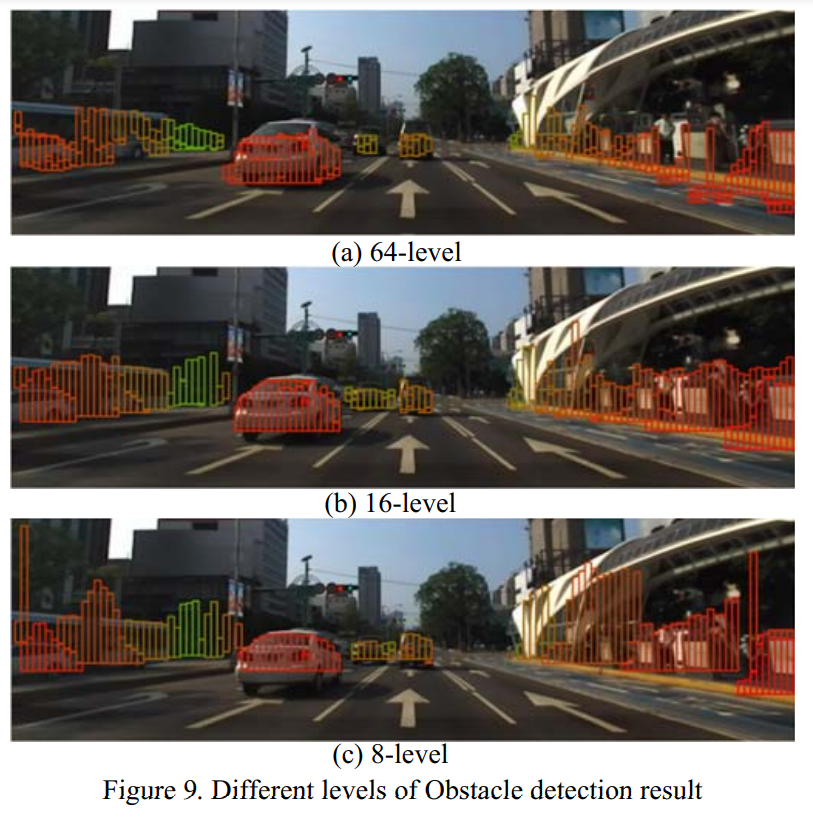 (a) 64-level
(b) 16-level
(c) 8-level
Figure 9. Different levels of Obstacle detection result